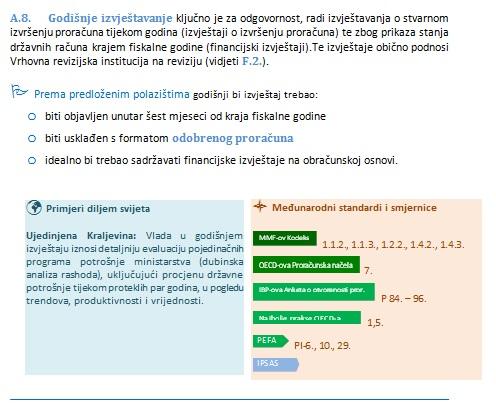 A.8. Godišnje izvještavanje ključno je za odgovornost, radi izvještavanja o stvarnom
izvršenju proračuna tijekom godina (izvještaji o izvršenju proračuna) te zbog prikaza stanja
državnih računa krajem fiskalne godine (financijski izvještaji).Te izvještaje obično podnosi
Vrhovna revizijska institucija na reviziju (vidjeti F.2.).
Prema predloženim polazištima godišnji bi izvještaj trebao:
biti objavljen unutar šest mjeseci od kraja fiskalne godine
biti usklađen s formatom odobrenog proračuna
idealno bi trebao sadržavati financijske izvještaje na obračunskoj osnovi.
Primjeri diljem svijeta
Ujedinjena Kraljevina: Vlada u godišnjem
izvještaju iznosi detaljniju evaluaciju pojedinačnih
programa potrošnje ministarstva (dubinska
analiza rashoda), uključujući procjenu državne
potrošnje tijekom proteklih par godina, u pogledu
trendova, produktivnosti i vrijednosti.
Međunarodni standardi i smjernice
MMF-ov Kodeks 1.1.2., 1.1.3., 1.2.2., 1.4.2., 1.4.3.
OECD-ova Proračunska načela 7.
IBP-ova Anketa o otvorenosti pror. P 84. – 96.
Najbolje prakse OECD-a 1,5.
PEFA PI-6., 10., 29.
IPSAS